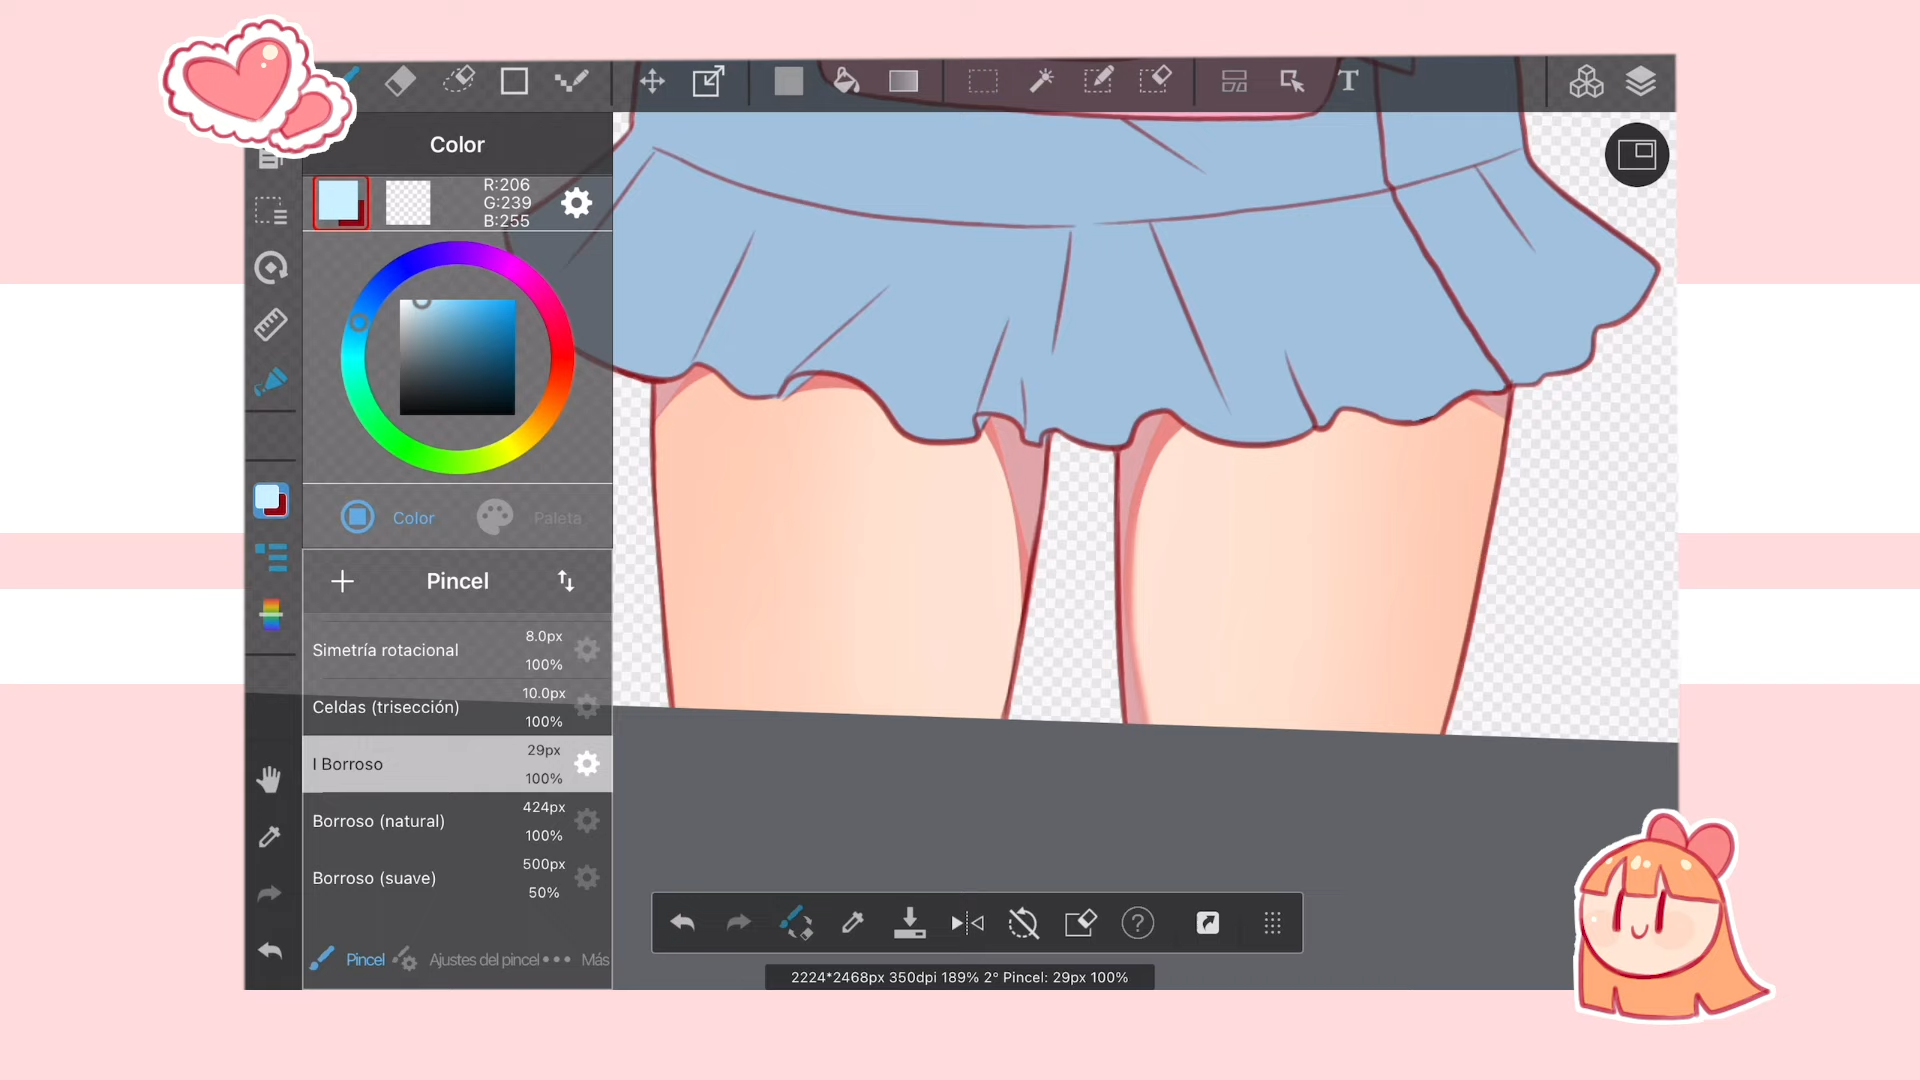 Color
R:206
G:239
B:255
Color
Paleta
Pincel
Simetría rotacional
8.0px
100%
Celdas (trisección)
10.0px
100%
I Borroso
29px
100%
Borroso (natural)
424px
100%
Borroso (suave)
500px
50%
Pincel
Ajustes del pincel
Más
T
?
2224*2468px 350dpi 189% 2° Pincel: 29px 100%